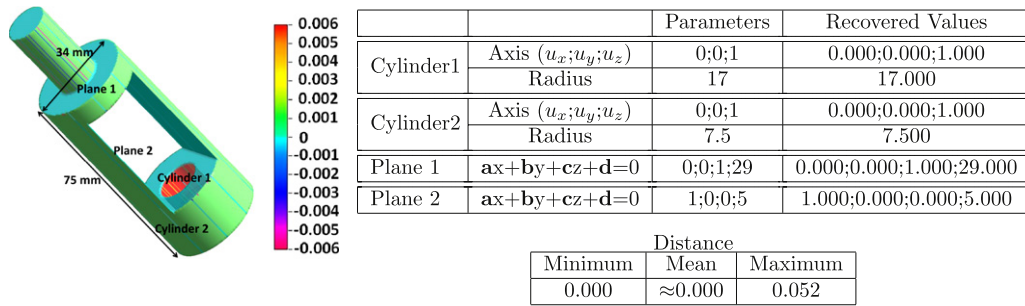 34 mm
Plane 1
Plane 2
75 mm
Cylinder 1
Cylinder 2
0.006
0.006
0.005
0.004
0.003
0.002
0
-0.001
-0.002
-0.003
-0.004
-0.005
-0.006
Parameters Recovered Values
Cylinder1 Axis (uₓ;u_y;u_z) 0;0;1 0.000;0.000;1.000
Radius 17 17.000
Cylinder2 Axis (uₓ;u_y;u_z) 0;0;1 0.000;0.000;1.000
Radius 7.5 7.500
Plane 1 ax+by+cz+d=0 0;0;1;29 0.000;0.000;1.000;29.000
Plane 2 ax+by+cz+d=0 1;0;0;5 1.000;0.000;0.000;5.000
Distance
Minimum Mean Maximum
0.000 ≈0.000 0.052